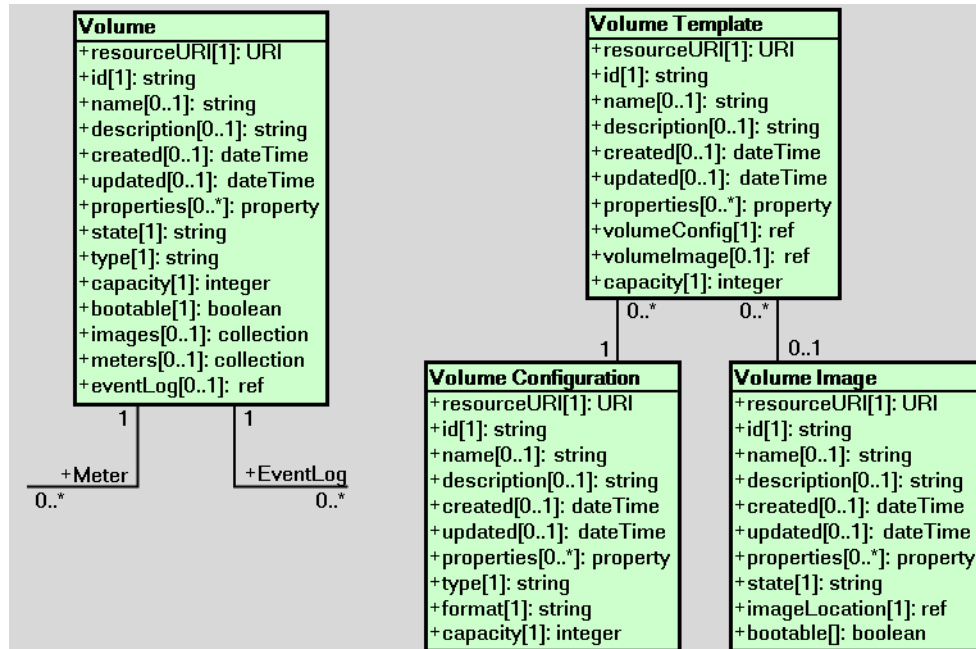 Volume
+resourceURI[1]: URI
+id[1]: string
+name[0..1]: string
+description[0..1]: string
+created[0..1]: dateTime
+updated[0..1]: dateTime
+properties[0..*]: property
+state[1]: string
+type[1]: string
+capacity[1]: integer
+bootable[1]: boolean
+images[0..1]: collection
+meters[0..1]: collection
+eventLog[0..1]: ref
1
1
+Meter
0..*
+EventLog
0..*
Volume Template
+resourceURI[1]: URI
+id[1]: string
+name[0..1]: string
+description[0..1]: string
+created[0..1]: dateTime
+updated[0..1]: dateTime
+properties[0..*]: property
+volumeConfig[1]: ref
+volumeImage[0.1]: ref
+capacity[1]: integer
0..*
0..*
1
0..1
Volume Configuration
+resourceURI[1]: URI
+id[1]: string
+name[0..1]: string
+description[0..1]: string
+created[0..1]: dateTime
+updated[0..1]: dateTime
+properties[0..*]: property
+type[1]: string
+format[1]: string
+capacity[1]: integer
Volume Image
+resourceURI[1]: URI
+id[1]: string
+name[0..1]: string
+description[0..1]: string
+created[0..1]: dateTime
+updated[0..1]: dateTime
+properties[0..*]: property
+state[1]: string
+imageLocation[1]: ref
+bootable[]: boolean